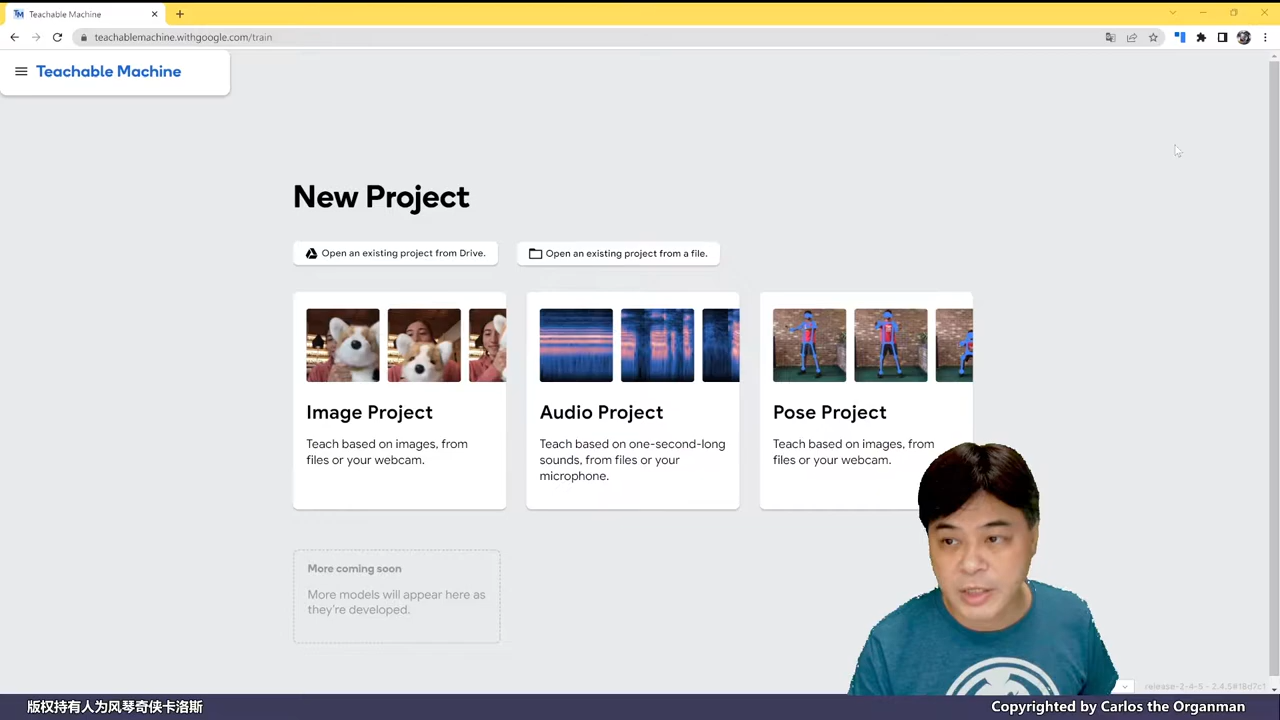 Teachable Machine
teachablemachine.withgoogle.com/train
Teachable Machine
New Project
Open an existing project from Drive.
Open an existing project from a file.
Image Project
Teach based on images, from
files or your webcam.
Audio Project
Teach based on one-second-long
sounds, from files or your
microphone.
Pose Project
Teach based on images, from
files or your webcam.
More coming soon
More models will appear here as
they're developed.
版权持有人为风琴奇侠卡洛斯
Copyrighted by Carlos the Organman